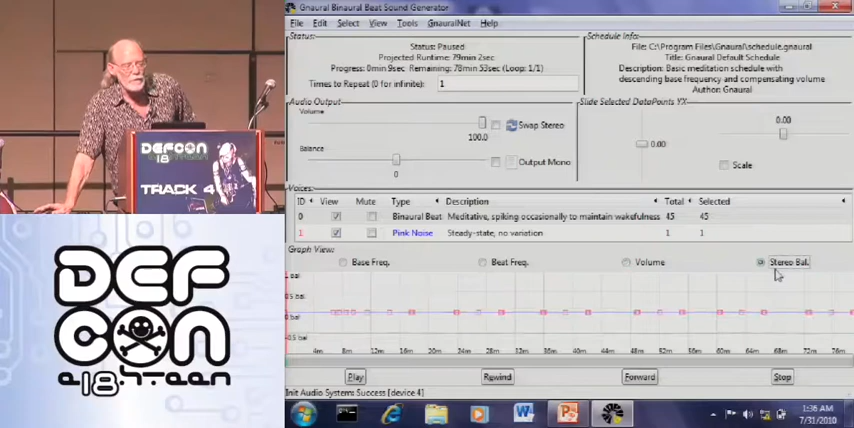 Gnaural Binaural Beat Sound Generator
File Edit Select View Tools GnauralNet Help
Status:
Status: Paused
Projected Runtime: 79min 2sec
Progress: 0min 9sec Remaining: 78min 53sec (Loop: 1/1)
Times to Repeat (0 for infinite): 1
Schedule Info:
File: C:\Program Files\Gnaural\schedule.gnaural
Title: Gnaural Default Schedule
Description: Basic meditation schedule with
descending base frequency and compensating volume
Author: Gnaural
Audio Output
Volume
100.0
Swap Stereo
Balance
0
Output Mono
Slide Selected DataPoints YX
0.00
0.00
Scale
Voices:
ID View Mute Type Description Total Selected
0 Binaural Beat Meditative, spiking occasionally to maintain wakefulness 45 45
1 Pink Noise Steady-state, no variation 1 1
Graph View:
Base Freq. Beat Freq. Volume Stereo Bal.
1 bal
0.5 bal
0 bal
-0.5 bal
4m 8m 12m 16m 20m 24m 28m 32m 36m 40m 44m 48m 52m 56m 60m 64m 68m 72m 76m
Play Rewind Forward Stop
Init Audio System: Success [device 4]
1:36 AM
7/31/2010
DEFCON
18
TRACK 4
DEF
CON
e18hteen